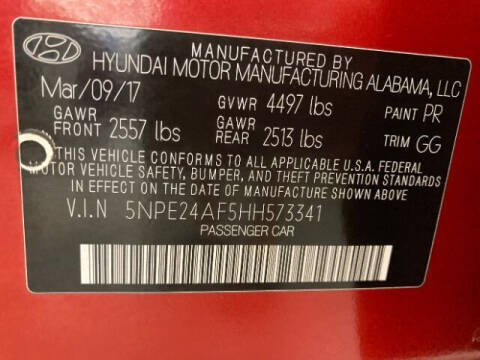 MANUFACTURED BY
HYUNDAI MOTOR MANUFACTURING ALABAMA, LLC
Mar/09/17 GVWR 4497 lbs PAINT PR
GAWR FRONT 2557 lbs GAWR REAR 2513 lbs TRIM GG
THIS VEHICLE CONFORMS TO ALL APPLICABLE U.S.A. FEDERAL
MOTOR VEHICLE SAFETY, BUMPER, AND THEFT PREVENTION STANDARDS
IN EFFECT ON THE DATE OF MANUFACTURE SHOWN ABOVE
V.I.N 5NPE24AF5HH573341
PASSENGER CAR